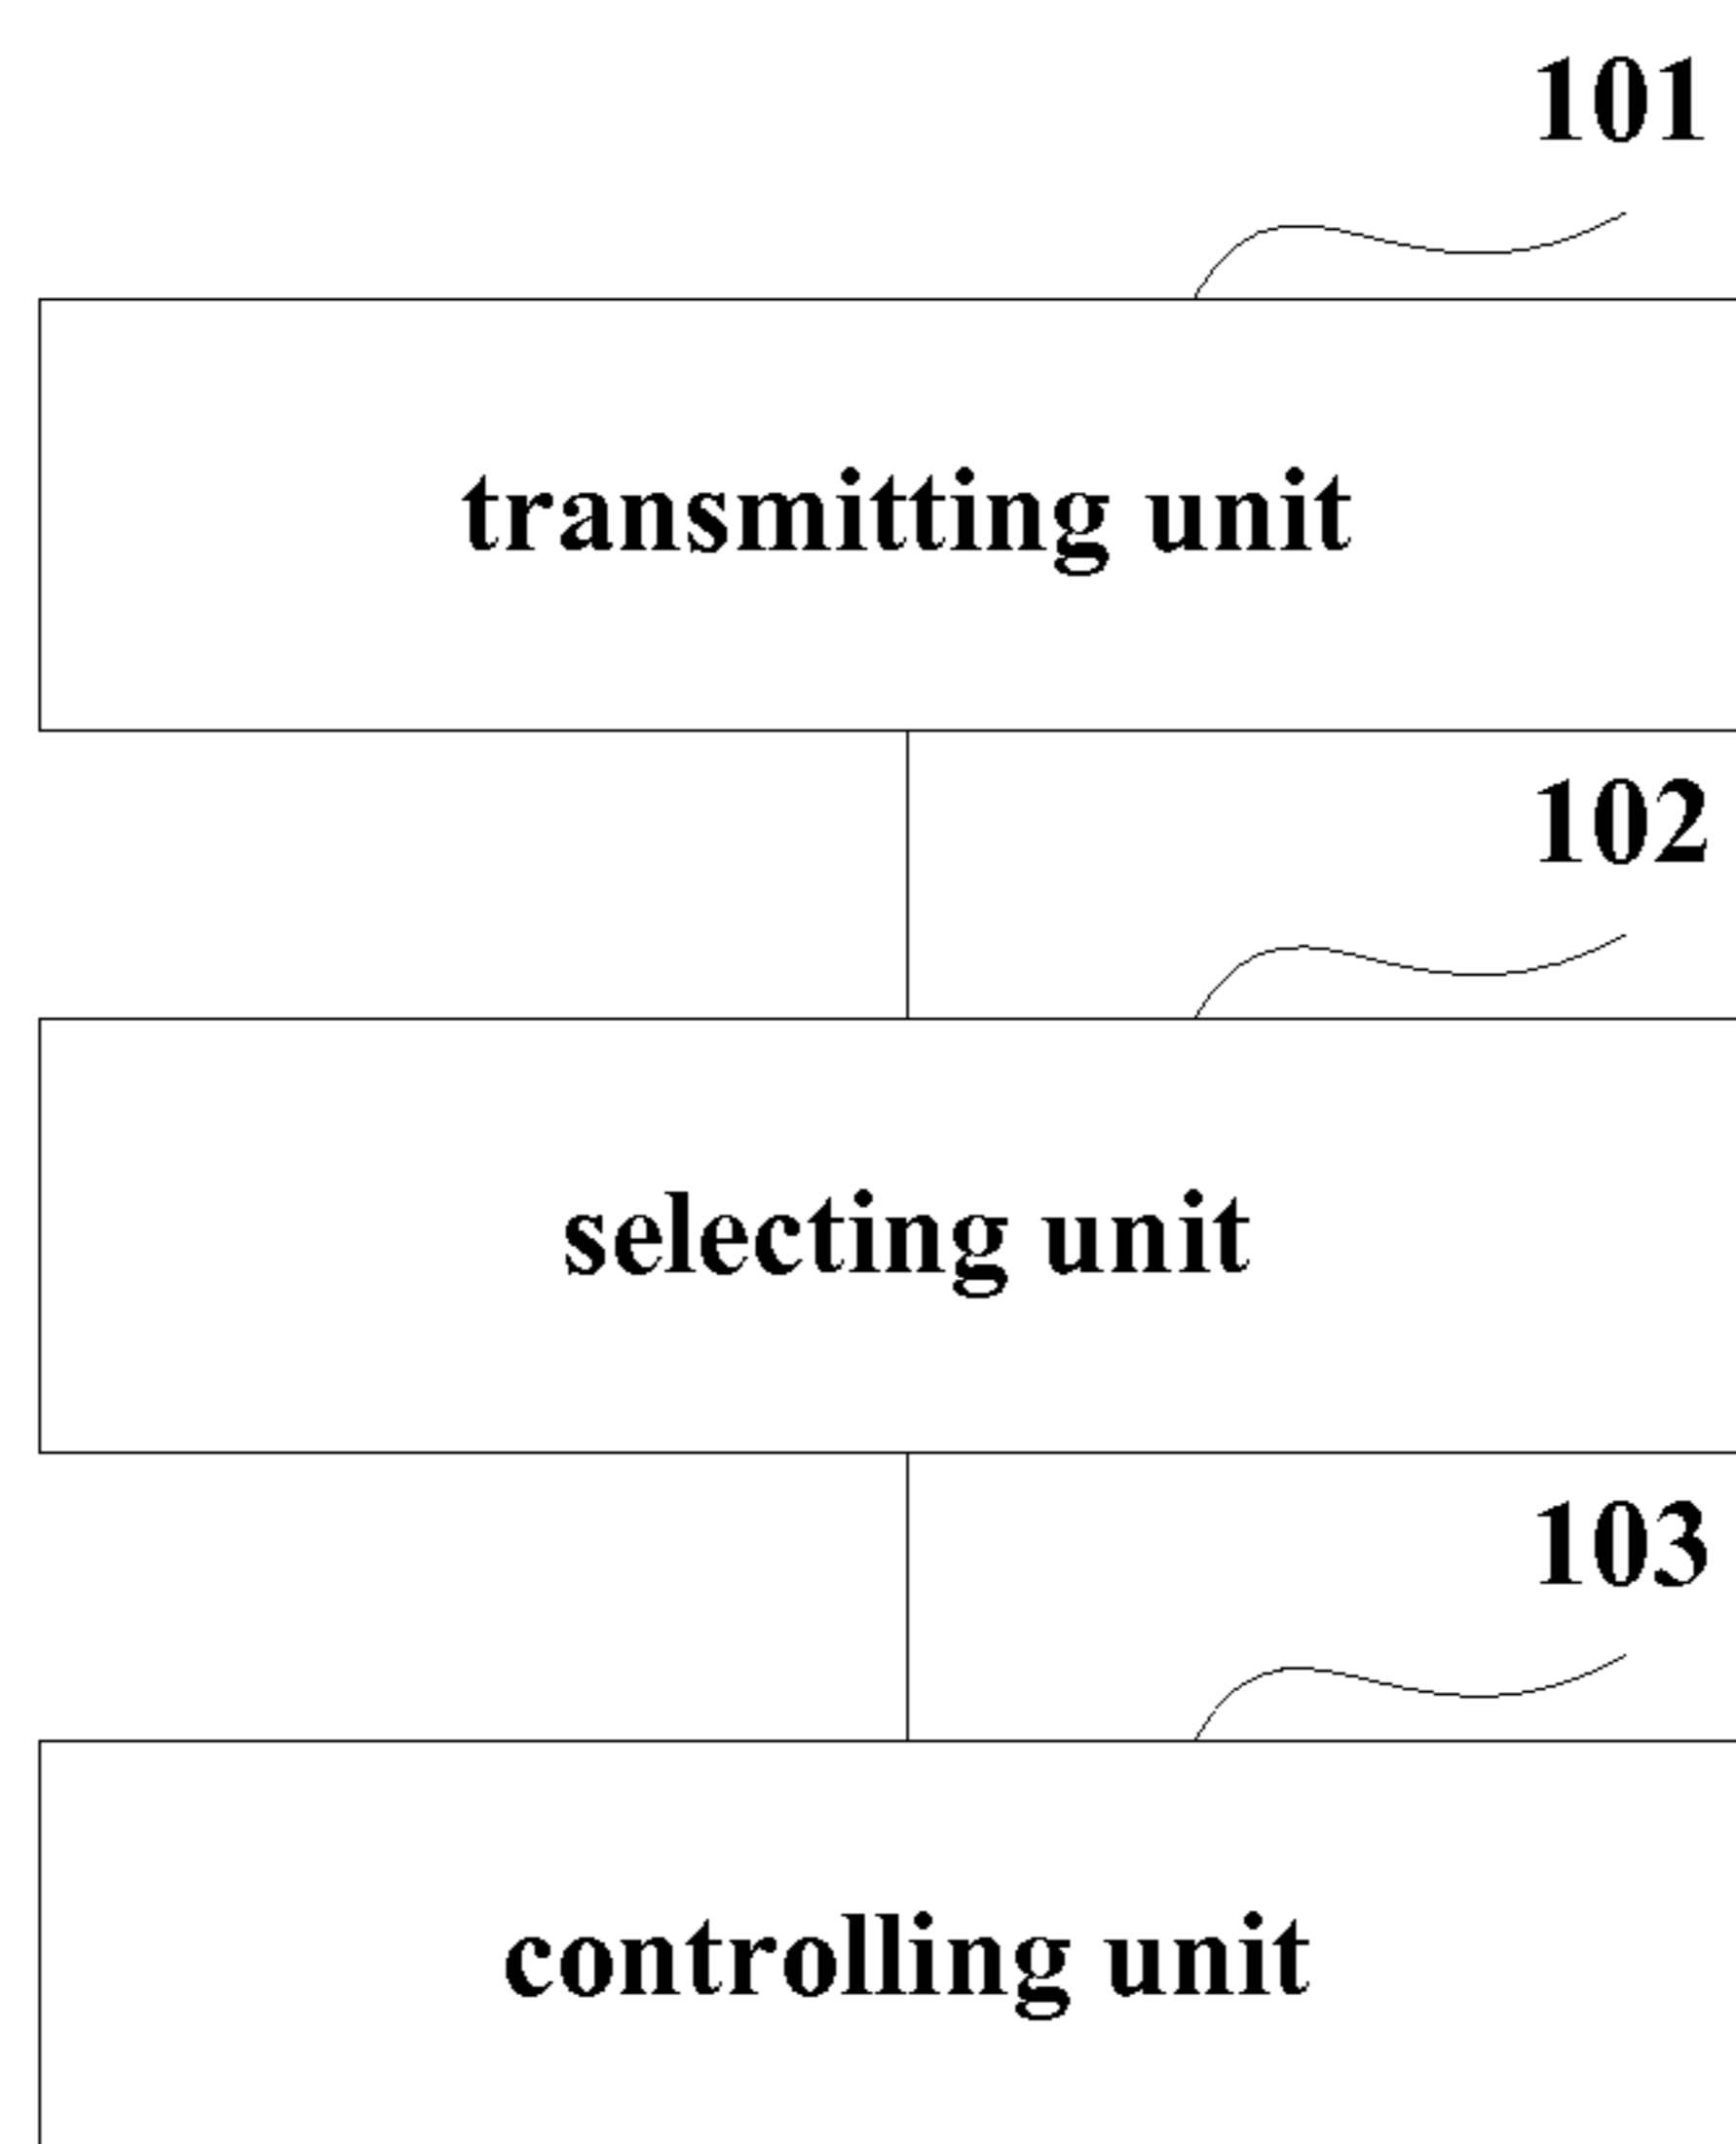 101
transmitting unit
102
selecting unit
103
controlling unit